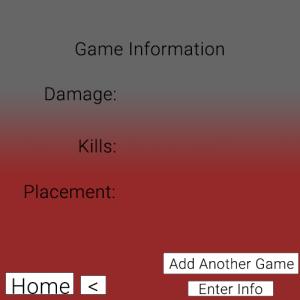 Game Information
Damage:
Kills:
Placement:
Add Another Game
Home <
Enter Info